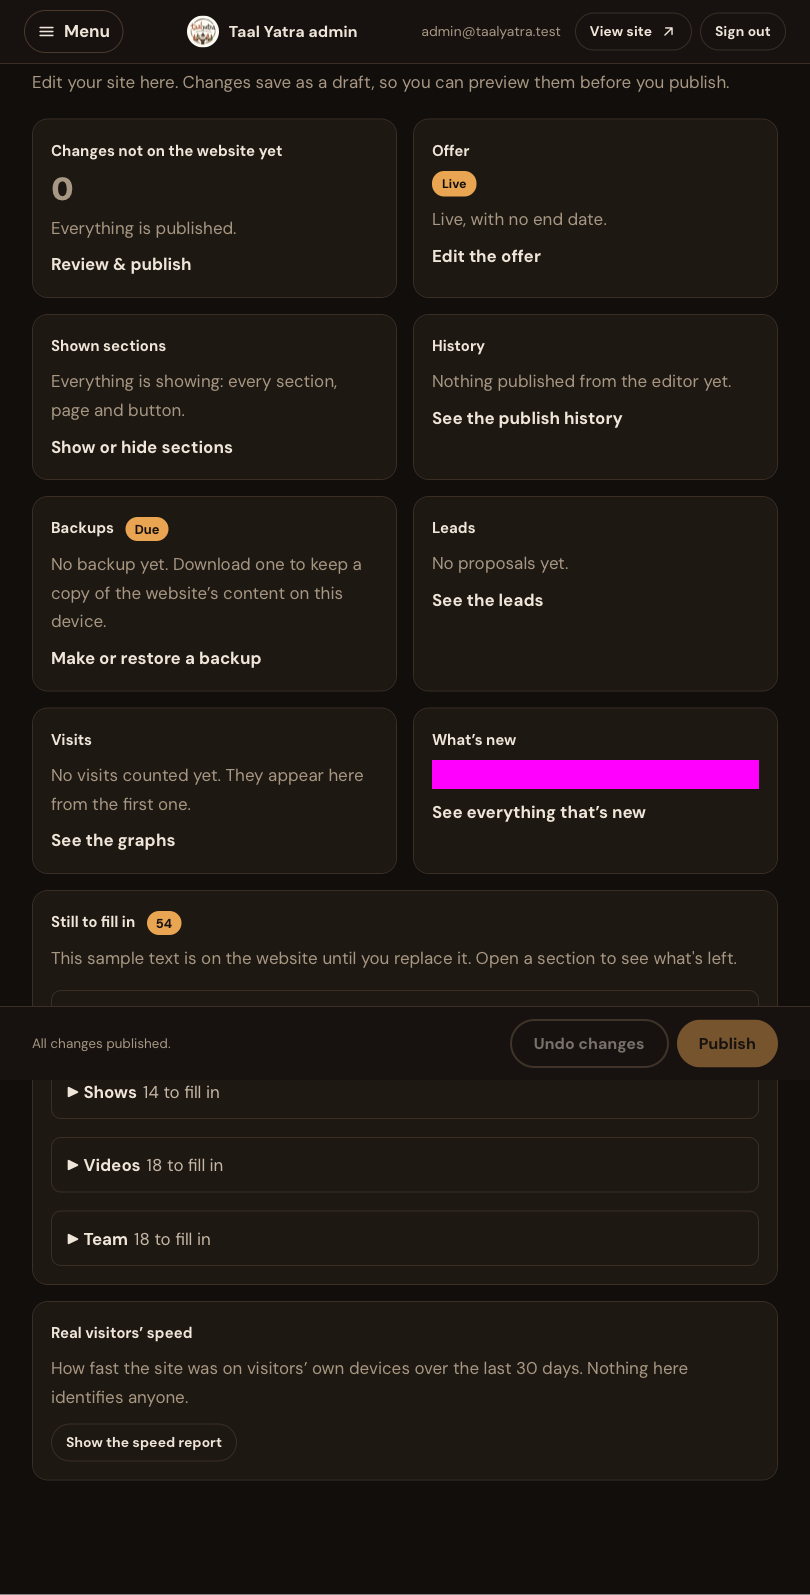 Menu
Taal Yatra admin
admin@taalyatra.test
View site
Sign out
Edit your site here. Changes save as a draft, so you can preview them before you publish.
Changes not on the website yet
0
Everything is published.
Review & publish
Offer
Live
Live, with no end date.
Edit the offer
Shown sections
Everything is showing: every section,
page and button.
Show or hide sections
History
Nothing published from the editor yet.
See the publish history
Backups
Due
No backup yet. Download one to keep a
copy of the website’s content on this
device.
Make or restore a backup
Leads
No proposals yet.
See the leads
Visits
No visits counted yet. They appear here
from the first one.
See the graphs
What’s new
See everything that’s new
Still to fill in
54
This sample text is on the website until you replace it. Open a section to see what's left.
All changes published.
Undo changes
Publish
Shows 14 to fill in
Videos 18 to fill in
Team 18 to fill in
Real visitors’ speed
How fast the site was on visitors’ own devices over the last 30 days. Nothing here
identifies anyone.
Show the speed report